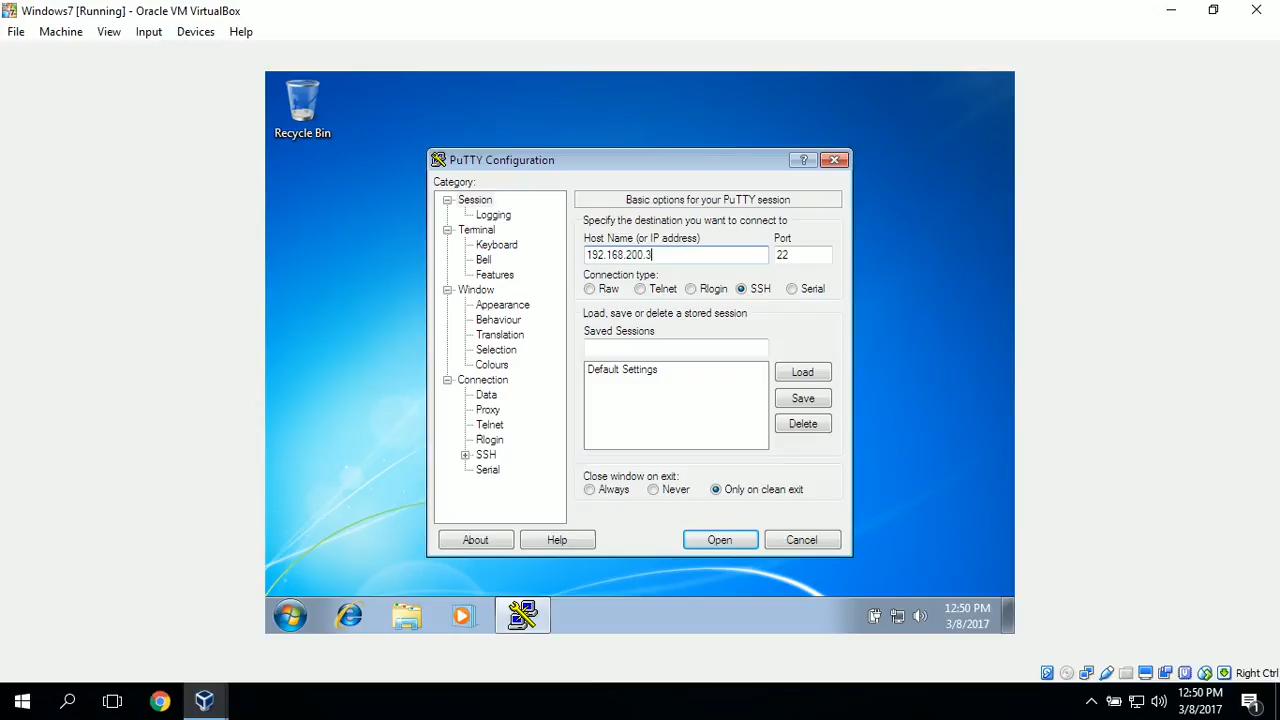 Windows7 [Running] - Oracle VM VirtualBox
File Machine View Input Devices Help
Recycle Bin
PuTTY Configuration
?
Category:
Session
Logging
Terminal
Keyboard
Bell
Features
Window
Appearance
Behaviour
Translation
Selection
Colours
Connection
Data
Proxy
Telnet
Rlogin
SSH
Serial
Basic options for your PuTTY session
Specify the destination you want to connect to
Host Name (or IP address) Port
192.168.200.3 22
Connection type:
Raw Telnet Rlogin SSH Serial
Load, save or delete a stored session
Saved Sessions
Default Settings
Load
Save
Delete
Close window on exit:
Always Never Only on clean exit
About Help Open Cancel
12:50 PM
3/8/2017
Right Ctrl
12:50 PM
3/8/2017
1